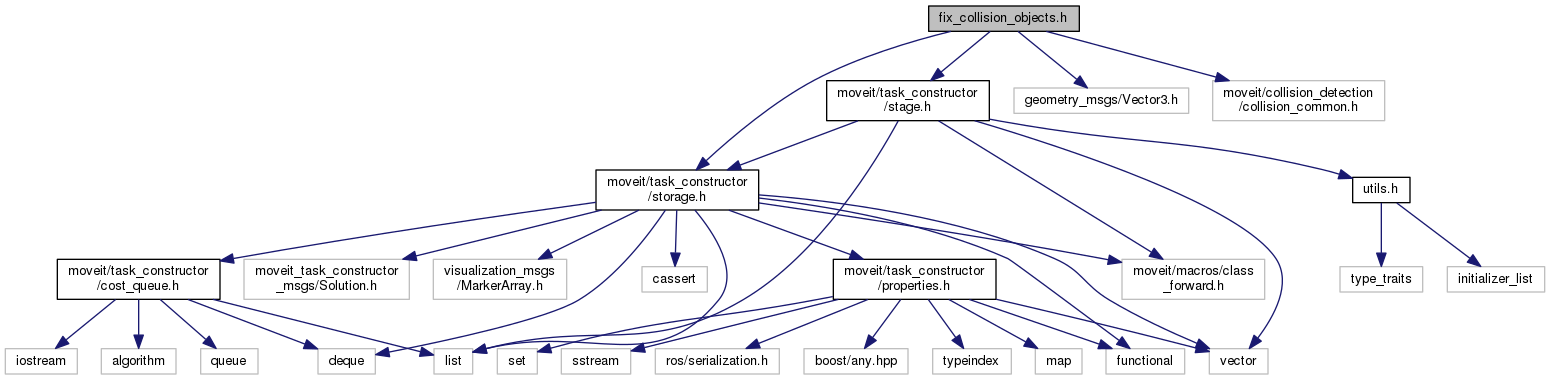 fix_collision_objects.h
moveit/task_constructor
/stage.h
geometry_msgs/Vector3.h
moveit/collision_detection
/collision_common.h
moveit/task_constructor
/storage.h
utils.h
moveit/task_constructor
/cost_queue.h
moveit_task_constructor
_msgs/Solution.h
visualization_msgs
/MarkerArray.h
cassert
moveit/task_constructor
/properties.h
moveit/macros/class
_forward.h
type_traits
initializer_list
iostream
algorithm
queue
deque
list
set
sstream
ros/serialization.h
boost/any.hpp
typeindex
map
functional
vector